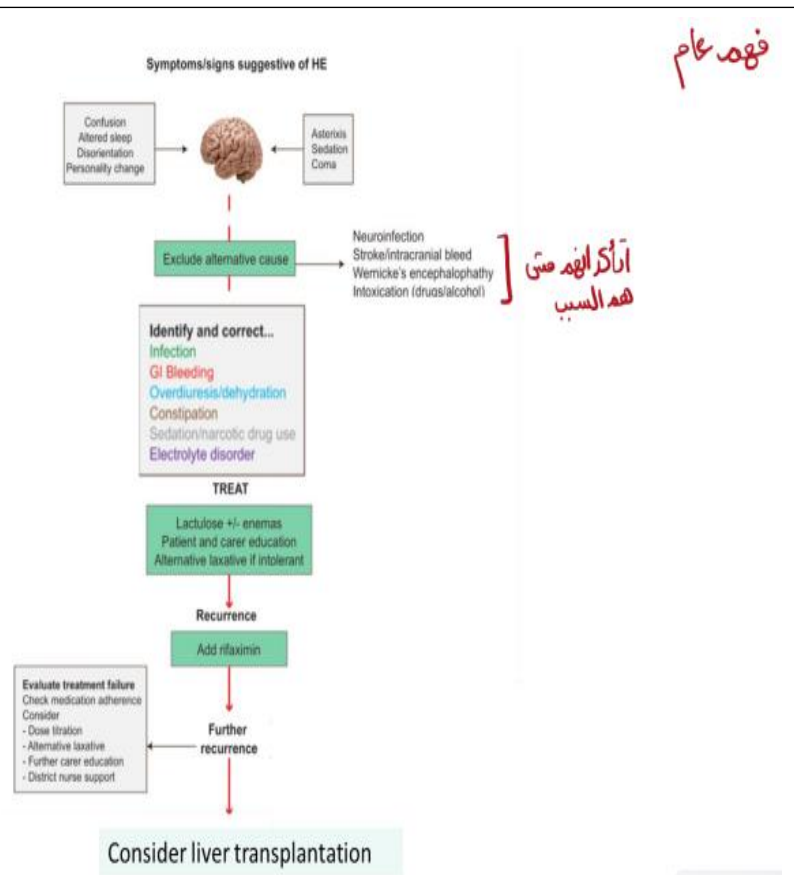 فهم عام
Symptoms/signs suggestive of HE
Confusion
Altered sleep
Disorientation
Personality change
Asterixis
Sedation
Coma
Exclude alternative cause
Neuroinfection
Stroke/intracranial bleed
Wernicke's encephalophathy
Intoxication (drugs/alcohol)
اتأكد انهم مش
هم السبب
Identify and correct...
Infection
GI Bleeding
Overdiuresis/dehydration
Constipation
Sedation/narcotic drug use
Electrolyte disorder
TREAT
Lactulose +/- enemas
Patient and carer education
Alternative laxative if intolerant
Recurrence
Add rifaximin
Evaluate treatment failure
Check medication adherence
Consider
- Dose titration
- Alternative laxative
- Further carer education
- District nurse support
Further
recurrence
Consider liver transplantation